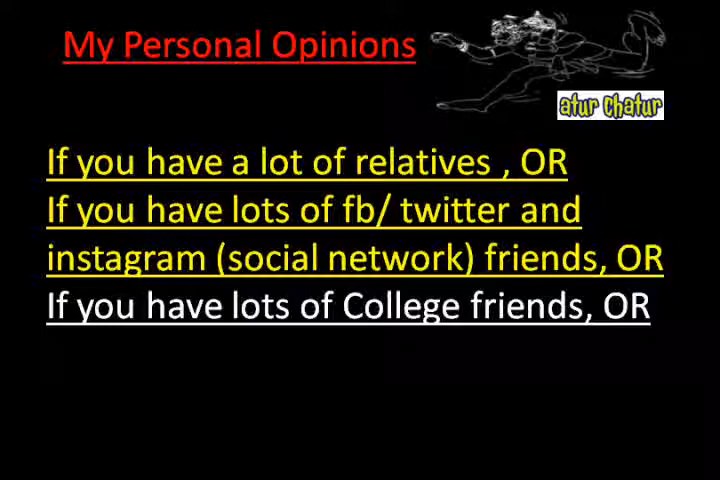 My Personal Opinions
atur chatur
If you have a lot of relatives , OR
If you have lots of fb/ twitter and
instagram (social network) friends, OR
If you have lots of College friends, OR